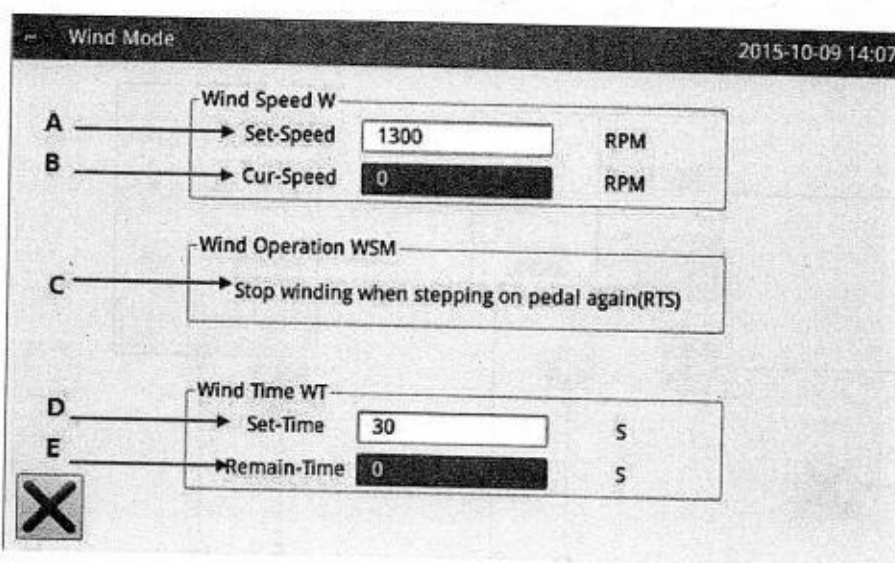 ~ Wind Mode 2015-10-09 14:07
Wind Speed W
A Set-Speed 1300 RPM
B Cur-Speed 0 RPM
Wind Operation WSM
C Stop winding when stepping on pedal again(RTS)
Wind Time WT
D Set-Time 30 S
E Remain-Time 0 S